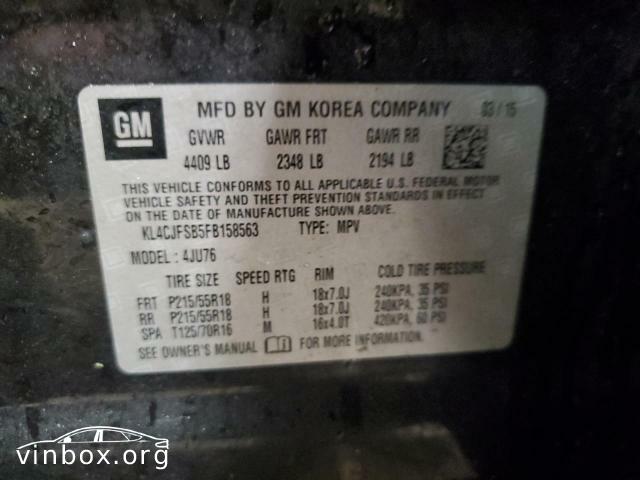 GM
MFD BY GM KOREA COMPANY 03/15
GVWR GAWR FRT GAWR RR
4409 LB 2348 LB 2194 LB
THIS VEHICLE CONFORMS TO ALL APPLICABLE U.S. FEDERAL MOTOR
VEHICLE SAFETY AND THEFT PREVENTION STANDARDS IN EFFECT
ON THE DATE OF MANUFACTURE SHOWN ABOVE.
KL4CJFSB5FB158563 TYPE: MPV
MODEL : 4JU76
TIRE SIZE SPEED RTG RIM COLD TIRE PRESSURE
FRT P215/55R18 H 18x7.0J 240KPA, 35 PSI
RR P215/55R18 H 18x7.0J 240KPA, 35 PSI
SPA T125/70R16 M 16x4.0T 420KPA, 60 PSI
SEE OWNER'S MANUAL FOR MORE INFORMATION.
vinbox.org